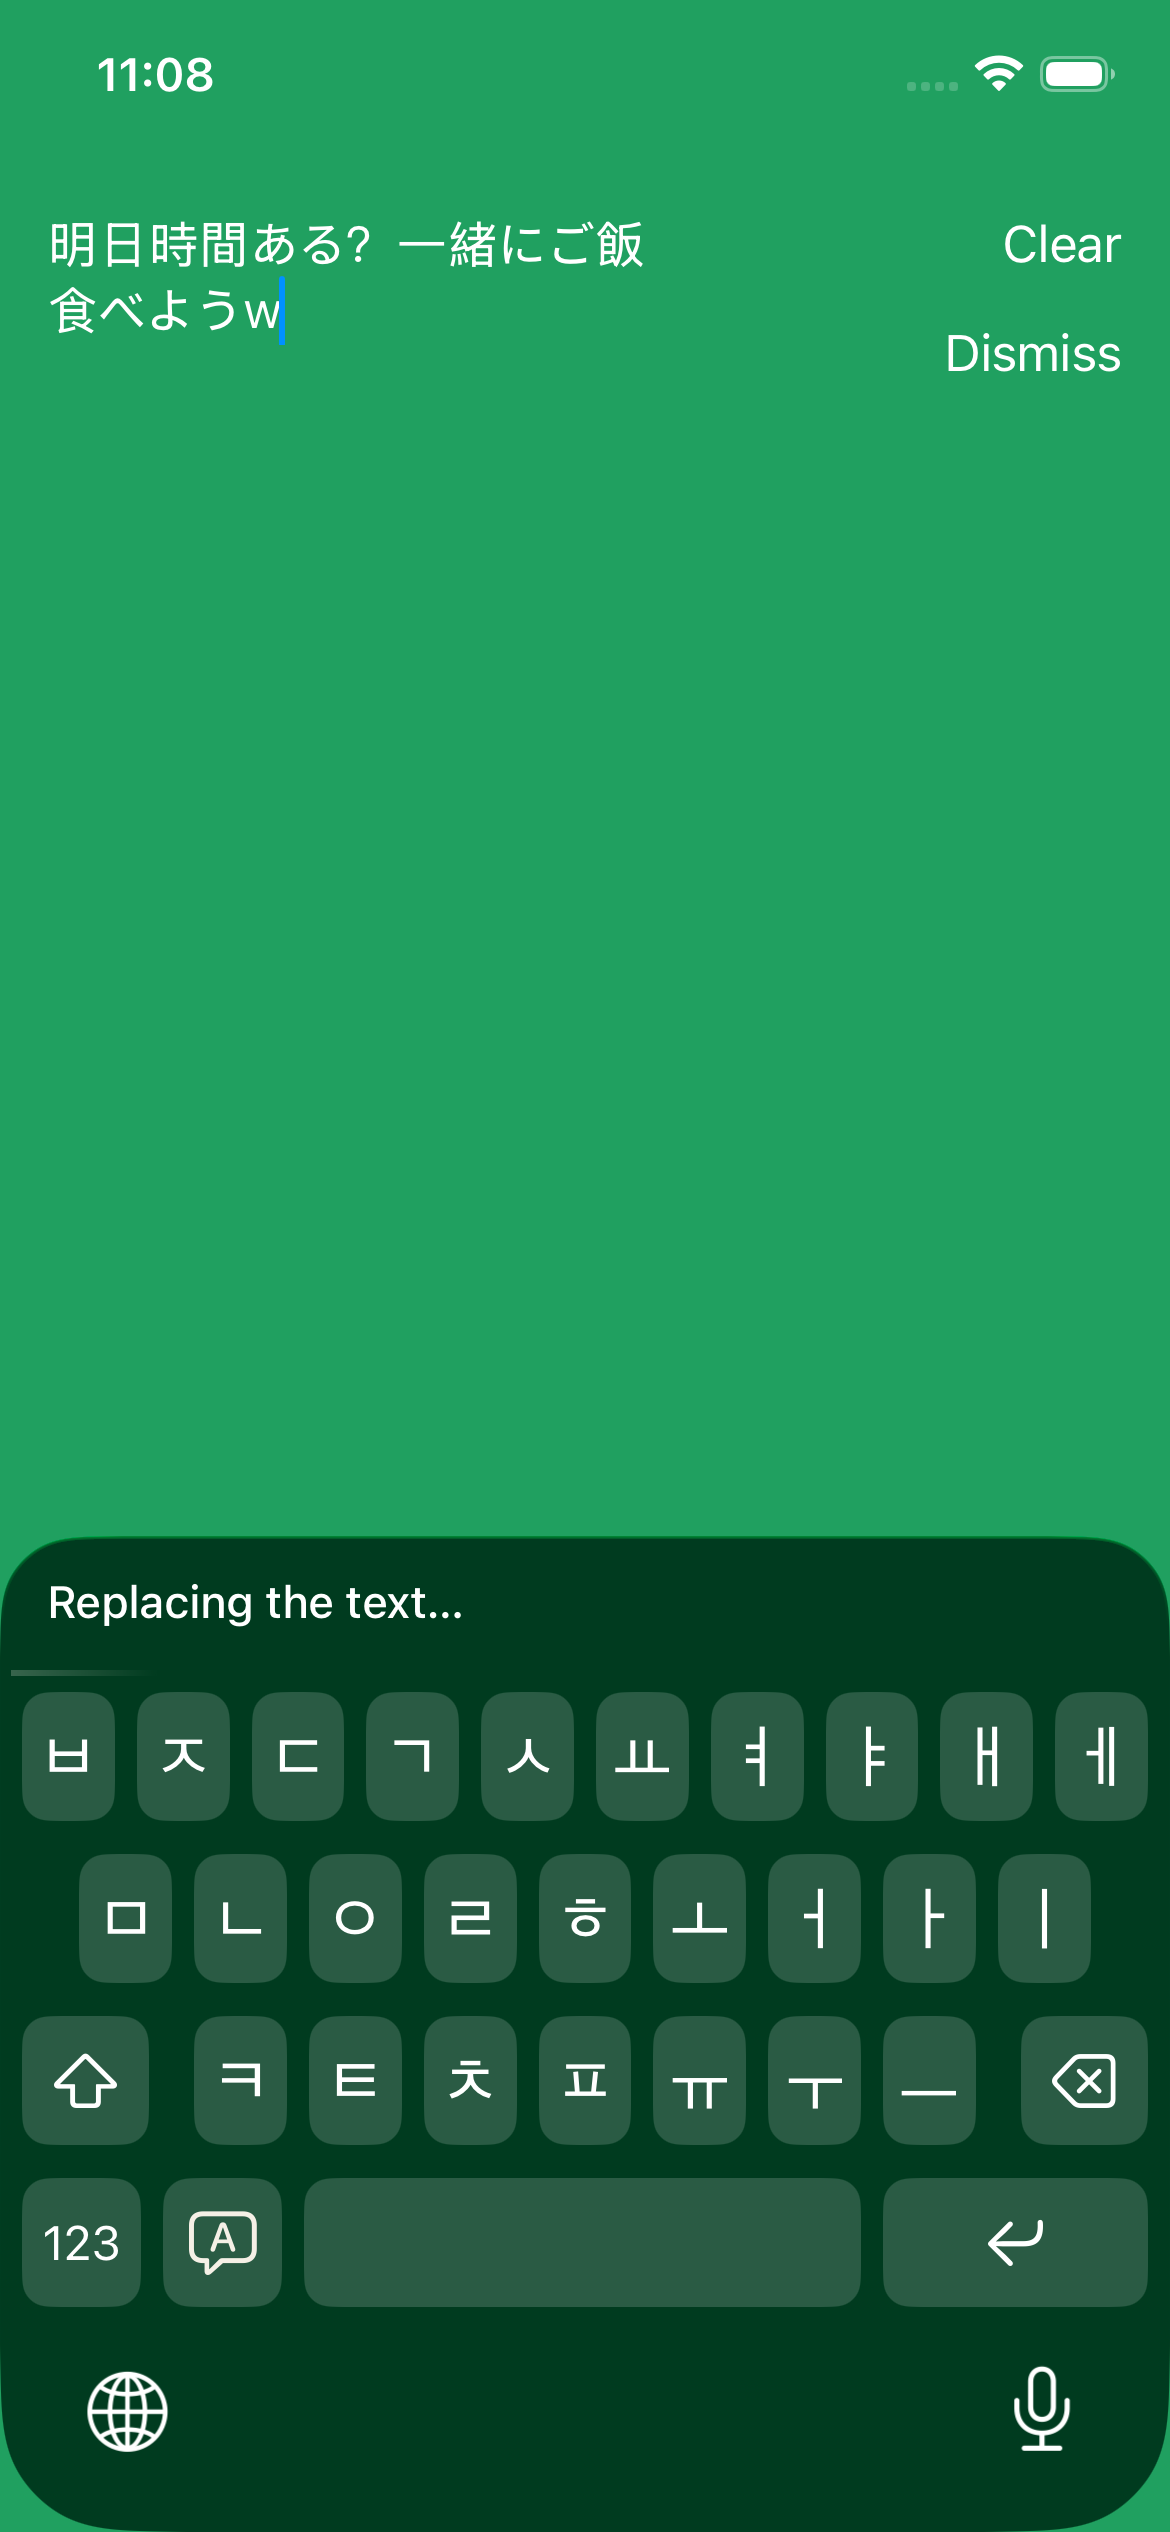 11:08
明日時間ある？一緒にご飯
食べようw
Clear
Dismiss
Replacing the text...
ㅂ ㅈ ㄷ ㄱ ㅅ ㅛ ㅕ ㅑ ㅐ ㅔ
ㅁ ㄴ ㅇ ㄹ ㅎ ㅗ ㅓ ㅏ ㅣ
ㅋ ㅌ ㅊ ㅍ ㅠ ㅜ ㅡ
123 A